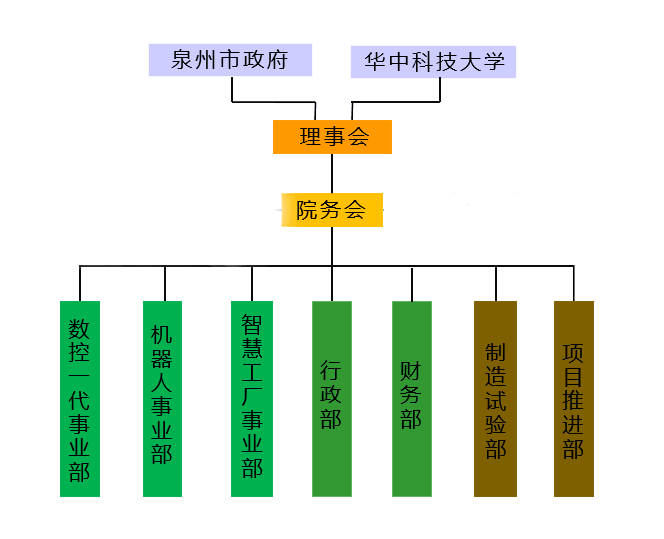 泉州市政府
华中科技大学
理事会
院务会
数控一代事业部
机器人事业部
智慧工厂事业部
行政部
财务部
制造试验部
项目推进部